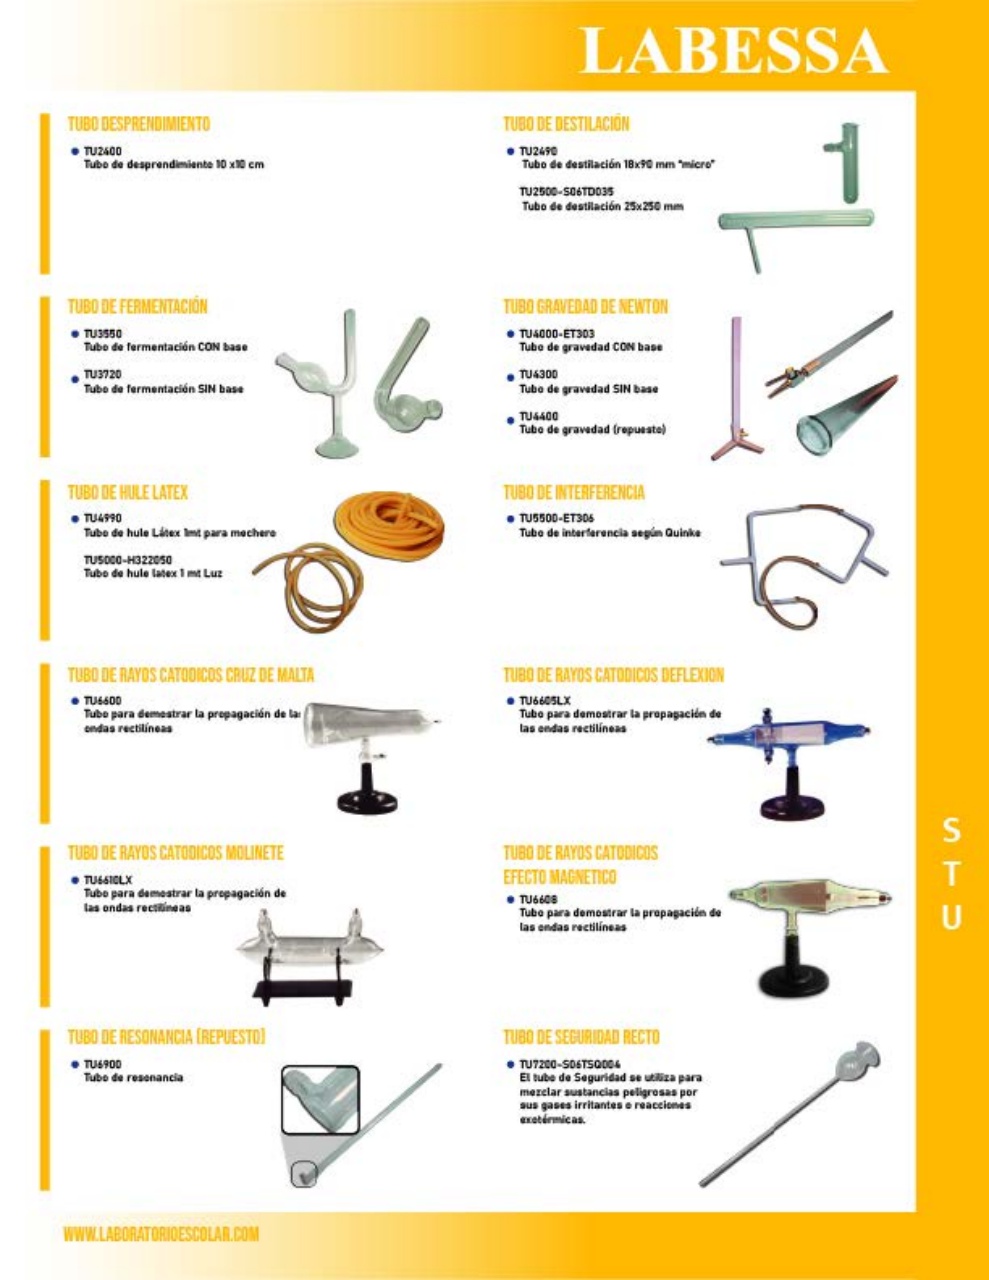 LABESSA
TUBO DESPRENDIMIENTO
TU2400
Tubo de desprendimiento 10 x10 cm
TUBO DE DESTILACIÓN
TU2490
Tubo de destilación 18x90 mm "micro"
TU2500-S06TD035
Tubo de destilación 25x250 mm
TUBO DE FERMENTACIÓN
TU3550
Tubo de fermentación CON base
TU3720
Tubo de fermentación SIN base
TUBO GRAVEDAD DE NEWTON
TU4000-ET303
Tubo de gravedad CON base
TU4300
Tubo de gravedad SIN base
TU4400
Tubo de gravedad (repuesto)
TUBO DE HULE LATEX
TU4990
Tubo de hule Látex 1mt para mechero
TU5000-H322050
Tubo de hule latex 1 mt Luz
TUBO DE INTERFERENCIA
TU5500-ET306
Tubo de interferencia según Quinke
TUBO DE RAYOS CATODICOS CRUZ DE MALTA
TU6600
Tubo para demostrar la propagación de las
ondas rectilíneas
TUBO DE RAYOS CATODICOS DEFLEXION
TU6605LX
Tubo para demostrar la propagación de
las ondas rectilíneas
TUBO DE RAYOS CATODICOS MOLINETE
TU6610LX
Tubo para demostrar la propagación de
las ondas rectilíneas
TUBO DE RAYOS CATODICOS
EFECTO MAGNETICO
TU6608
Tubo para demostrar la propagación de
las ondas rectilíneas
TUBO DE RESONANCIA (REPUESTO)
TU6900
Tubo de resonancia
TUBO DE SEGURIDAD RECTO
TU7200-S06TSQ004
El tubo de Seguridad se utiliza para
mezclar sustancias peligrosas por
sus gases irritantes o reacciones
exotérmicas.
S
T
U
WWW.LABORATORIOESCOLAR.COM